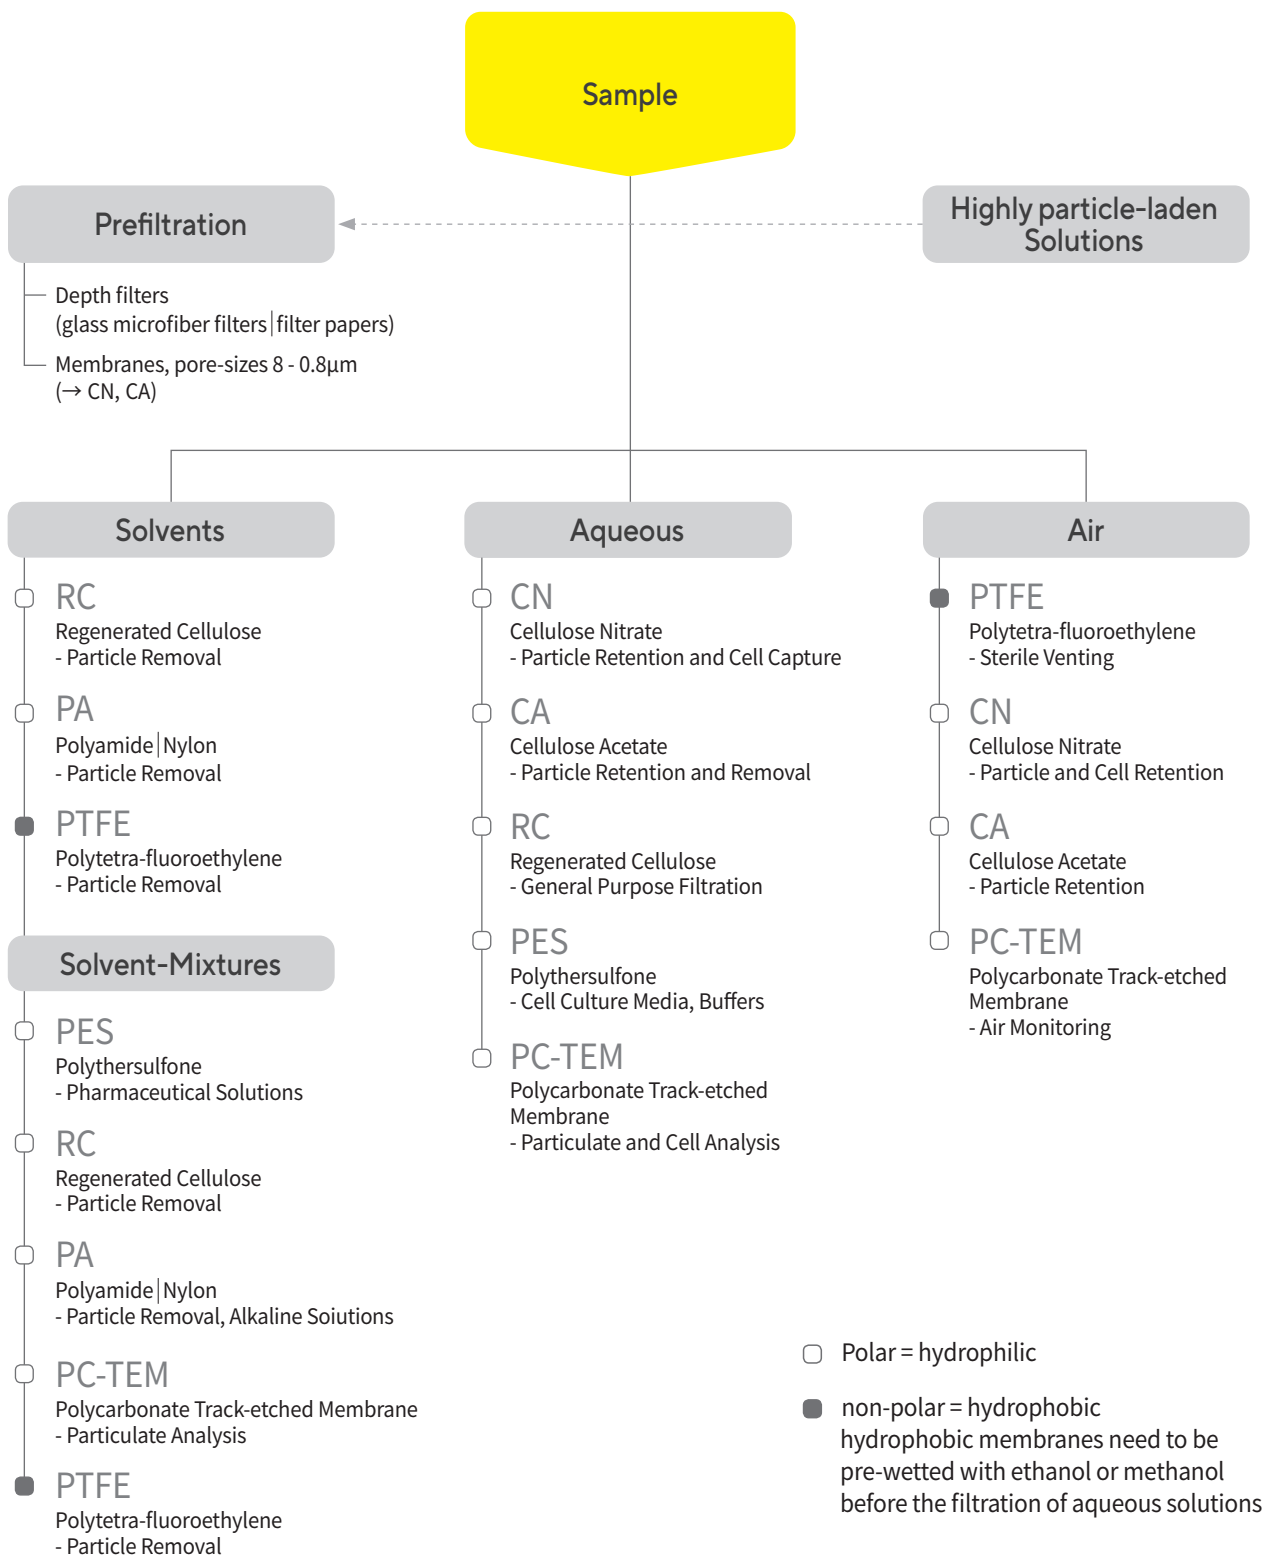 Sample
Prefiltration
Highly particle-laden
Solutions
Depth filters
(glass microfiber filters|filter papers)
Membranes, pore-sizes 8 - 0.8µm
(→ CN, CA)
Solvents
RC
Regenerated Cellulose
- Particle Removal
PA
Polyamide|Nylon
- Particle Removal
PTFE
Polytetra-fluoroethylene
- Particle Removal
Solvent-Mixtures
PES
Polythersulfone
- Pharmaceutical Solutions
RC
Regenerated Cellulose
- Particle Removal
PA
Polyamide|Nylon
- Particle Removal, Alkaline Soiutions
PC-TEM
Polycarbonate Track-etched Membrane
- Particulate Analysis
PTFE
Polytetra-fluoroethylene
- Particle Removal
Aqueous
CN
Cellulose Nitrate
- Particle Retention and Cell Capture
CA
Cellulose Acetate
- Particle Retention and Removal
RC
Regenerated Cellulose
- General Purpose Filtration
PES
Polythersulfone
- Cell Culture Media, Buffers
PC-TEM
Polycarbonate Track-etched
Membrane
- Particulate and Cell Analysis
Air
PTFE
Polytetra-fluoroethylene
- Sterile Venting
CN
Cellulose Nitrate
- Particle and Cell Retention
CA
Cellulose Acetate
- Particle Retention
PC-TEM
Polycarbonate Track-etched
Membrane
- Air Monitoring
Polar = hydrophilic
non-polar = hydrophobic
hydrophobic membranes need to be
pre-wetted with ethanol or methanol
before the filtration of aqueous solutions